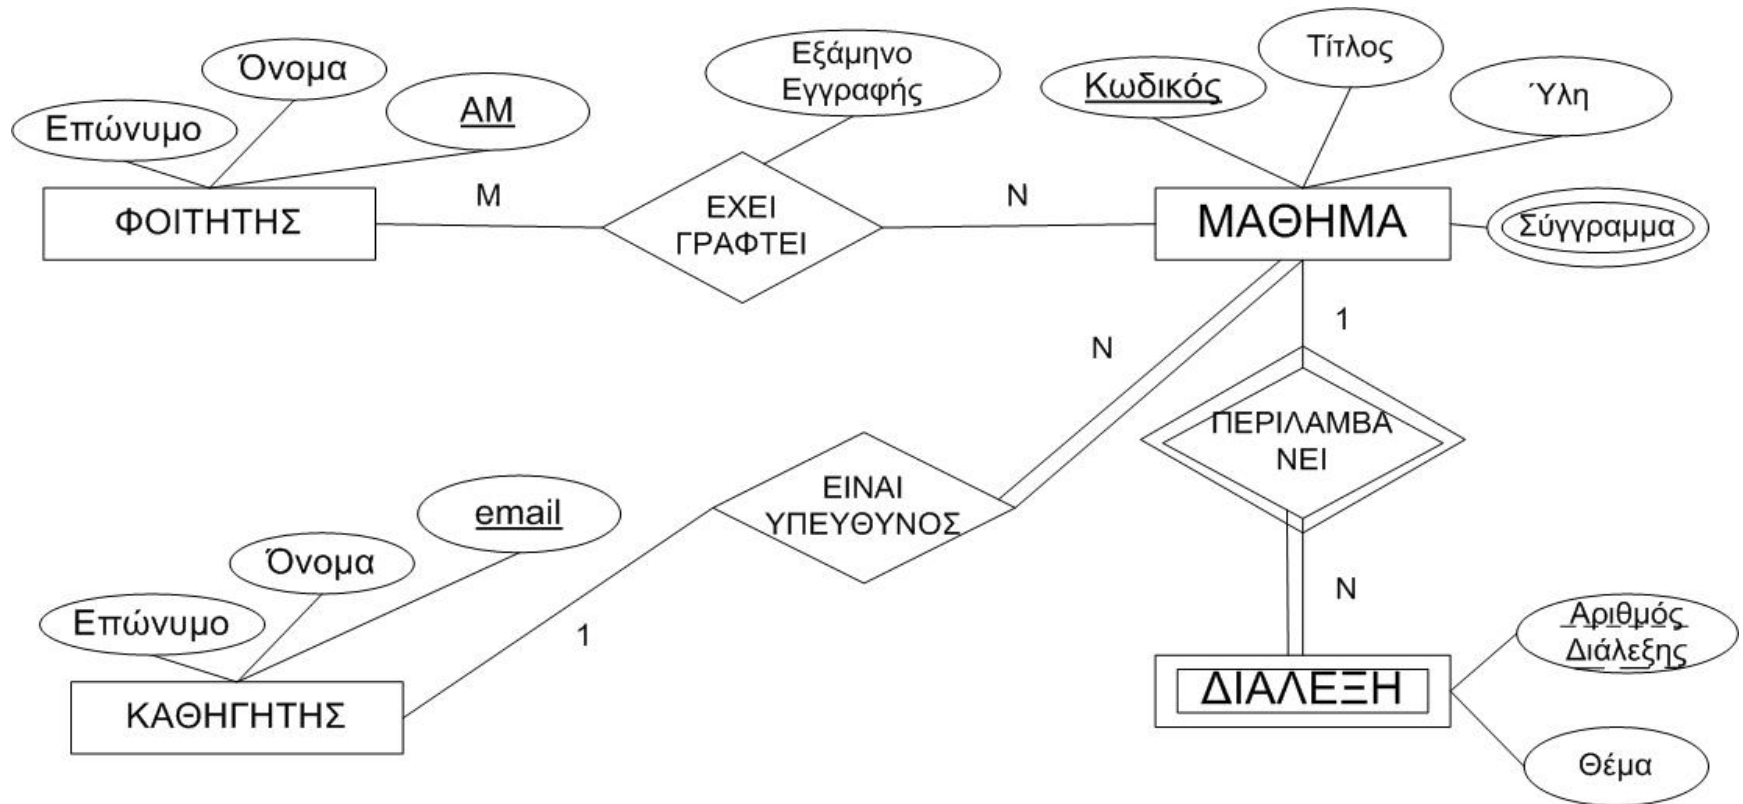 Όνομα
Εξάμηνο
Εγγραφής
Τίτλος
Κωδικός
Ύλη
Επώνυμο
ΑΜ
ΦΟΙΤΗΤΗΣ
M
ΕΧΕΙ
ΓΡΑΦΤΕΙ
N
ΜΑΘΗΜΑ
Σύγγραμμα
N
1
ΠΕΡΙΛΑΜΒΑ
ΝΕΙ
ΕΙΝΑΙ
ΥΠΕΥΘΥΝΟΣ
email
Όνομα
Επώνυμο
1
N
ΚΑΘΗΓΗΤΗΣ
ΔΙΑΛΕΞΗ
Αριθμός
Διάλεξης
Θέμα